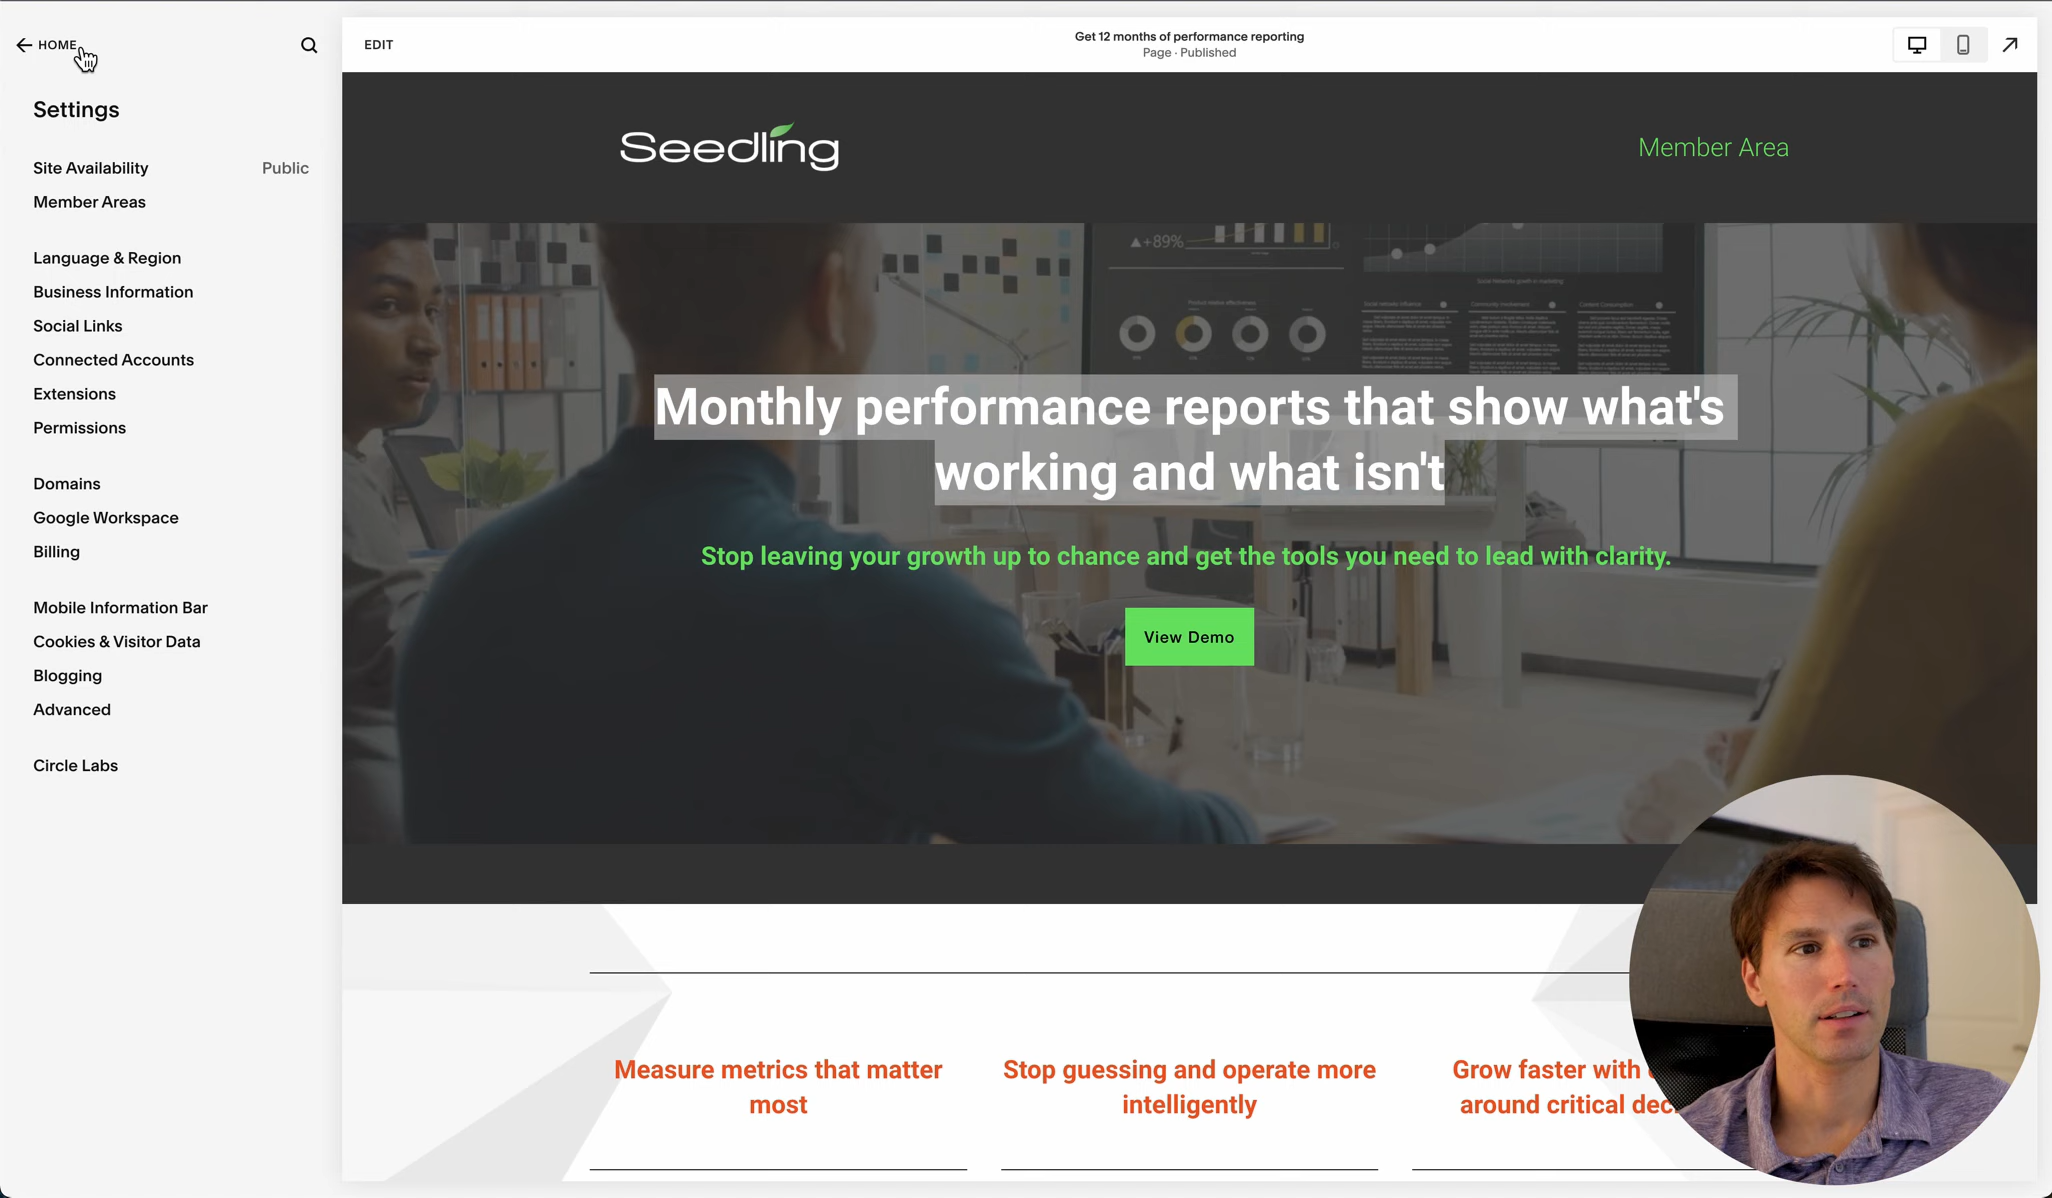 HOME
Settings
Site Availability Public
Member Areas
Language & Region
Business Information
Social Links
Connected Accounts
Extensions
Permissions
Domains
Google Workspace
Billing
Mobile Information Bar
Cookies & Visitor Data
Blogging
Advanced
Circle Labs
EDIT
Get 12 months of performance reporting
Page · Published
Seedling
Member Area
▲+89%
Monthly performance reports that show what's
working and what isn't
Stop leaving your growth up to chance and get the tools you need to lead with clarity.
View Demo
Measure metrics that matter
most
Stop guessing and operate more
intelligently
Grow faster with
around critical